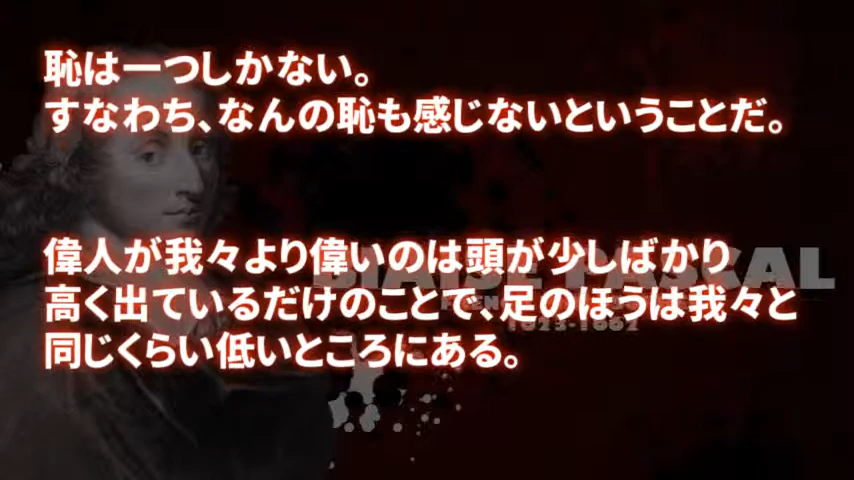 恥は一つしかない。
すなわち、なんの恥も感じないということだ。
偉人が我々より偉いのは頭が少しばかり
高く出ているだけのことで、足のほうは我々と
同じくらい低いところにある。
BLAISE PASCAL
1623-1662